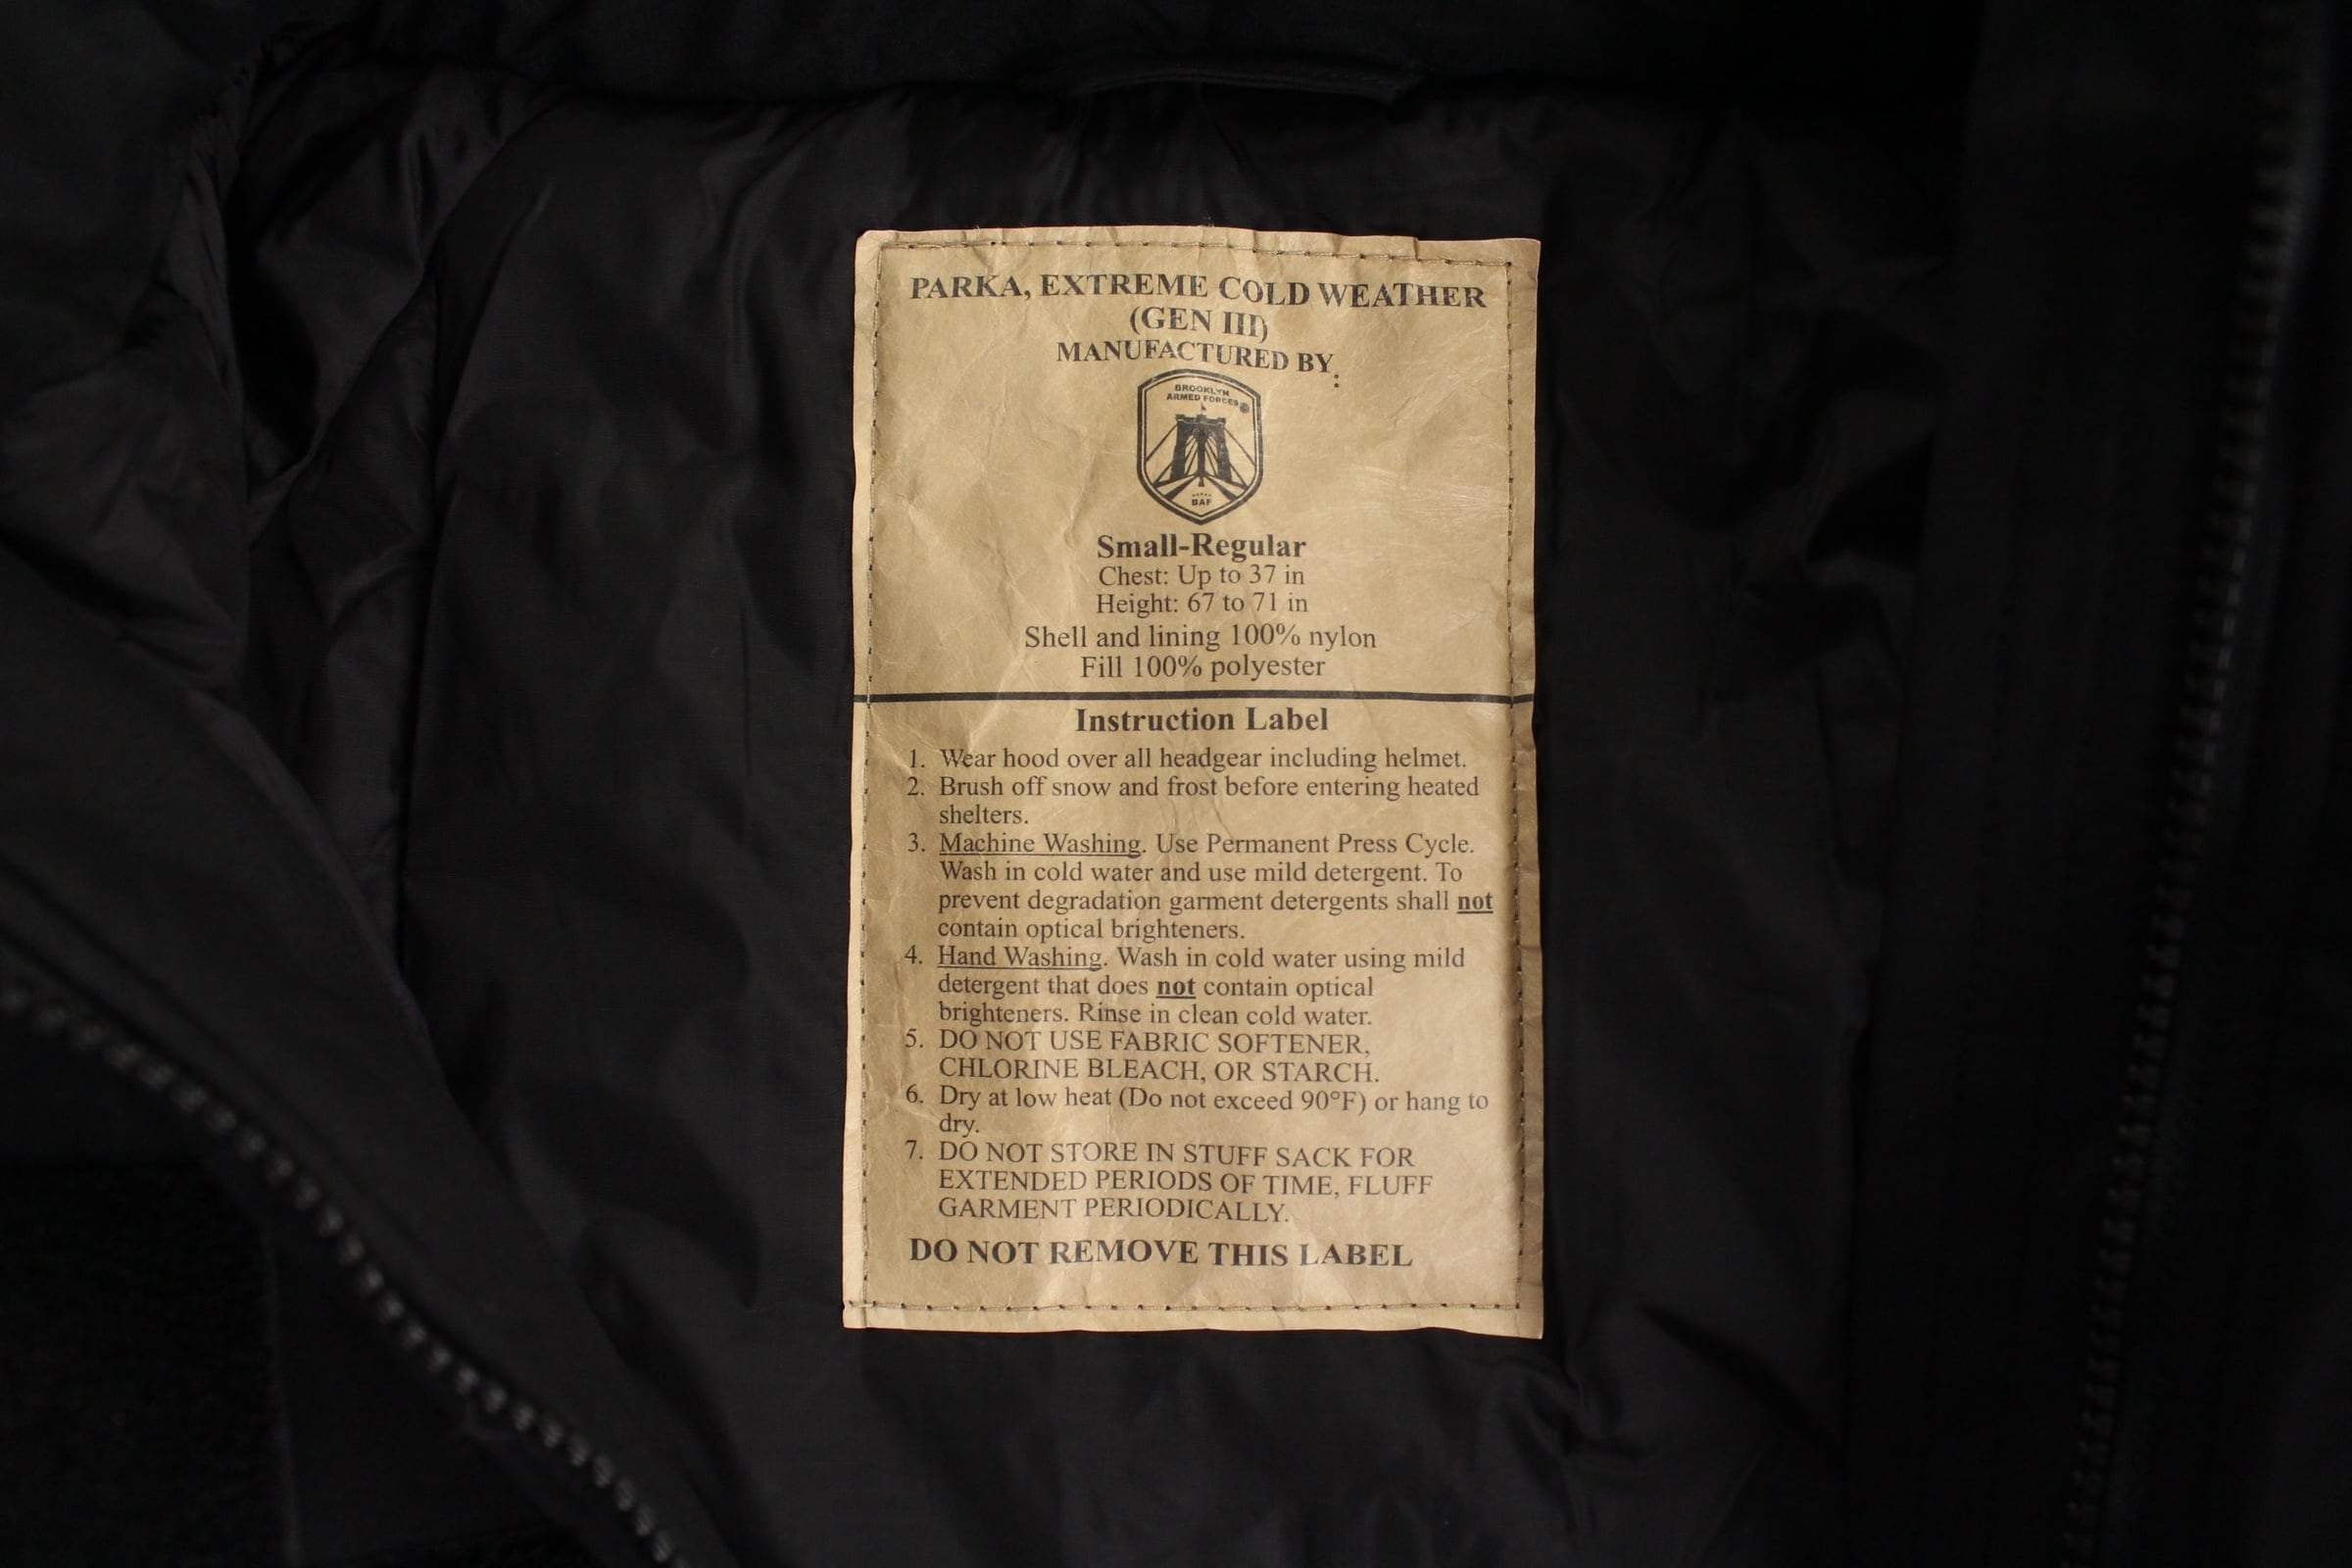 PARKA, EXTREME COLD WEATHER
(GEN III)
MANUFACTURED BY:
BROOKLYN
ARMED FORCES
BAF
Small-Regular
Chest: Up to 37 in
Height: 67 to 71 in
Shell and lining 100% nylon
Fill 100% polyester
Instruction Label
1. Wear hood over all headgear including helmet.
2. Brush off snow and frost before entering heated
shelters.
3. Machine Washing. Use Permanent Press Cycle.
Wash in cold water and use mild detergent. To
prevent degradation garment detergents shall not
contain optical brighteners.
4. Hand Washing. Wash in cold water using mild
detergent that does not contain optical
brighteners. Rinse in clean cold water.
5. DO NOT USE FABRIC SOFTENER,
CHLORINE BLEACH, OR STARCH.
6. Dry at low heat (Do not exceed 90°F) or hang to
dry.
7. DO NOT STORE IN STUFF SACK FOR
EXTENDED PERIODS OF TIME, FLUFF
GARMENT PERIODICALLY.
DO NOT REMOVE THIS LABEL